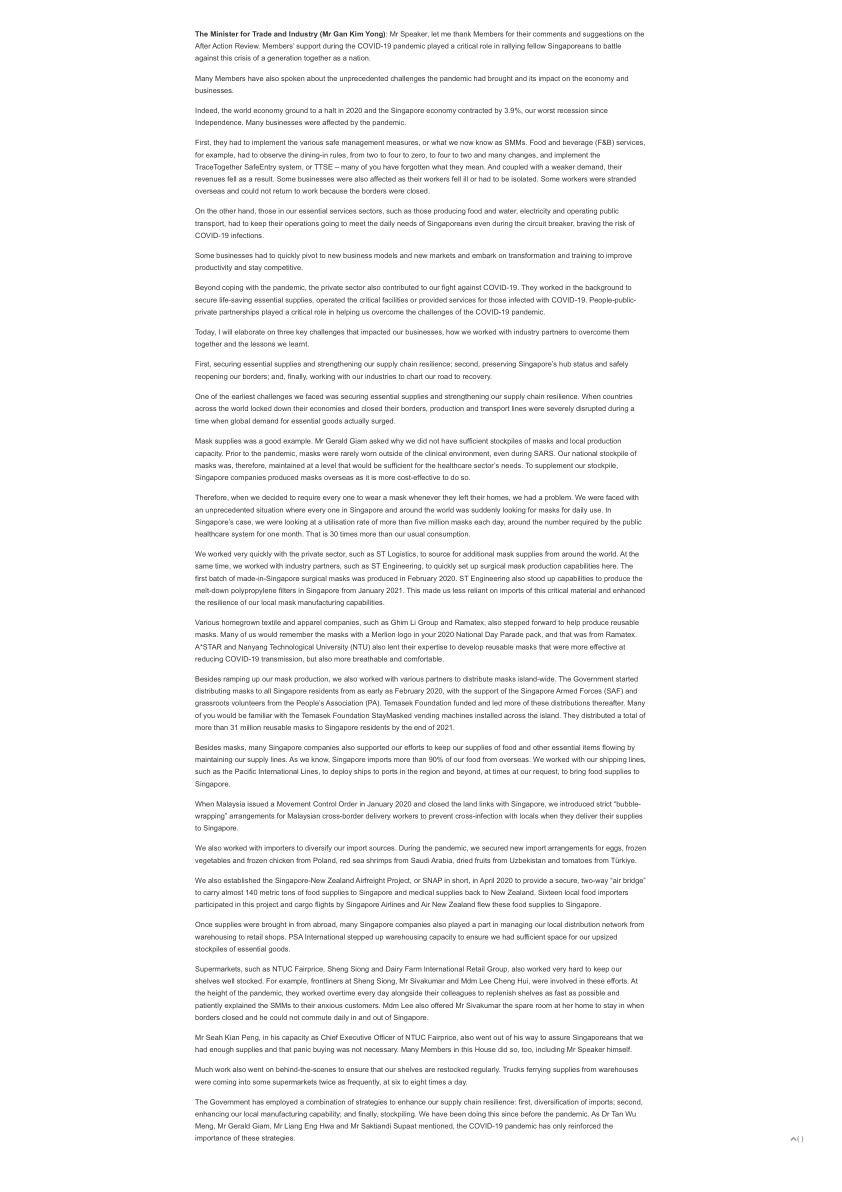 The Minister for Trade and Industry (Mr Gan Kim Yong): Mr Speaker, let me thank Members for their comments and suggestions on the
After Action Review. Members' support during the COVID-19 pandemic played a critical role in rallying fellow Singaporeans to battle
against this crisis of a generation together as a nation.
Many Members have also spoken about the unprecedented challenges the pandemic had brought and its impact on the economy and
businesses.
Indeed, the world economy ground to a halt in 2020 and the Singapore economy contracted by 3.9%, our worst recession since
Independence. Many businesses were affected by the pandemic.
First, they had to implement the various safe management measures, or what we now know as SMMs. Food and beverage (F&B) services,
for example, had to observe the dining-in rules, from two to four to zero, to four to two and many changes, and implement the
TraceTogether SafeEntry system, or TTSE – many of you have forgotten what they mean. And coupled with a weaker demand, their
revenues fell as a result. Some businesses were also affected as their workers fell ill or had to be isolated. Some workers were stranded
overseas and could not return to work because the borders were closed.
On the other hand, those in our essential services sectors, such as those producing food and water, electricity and operating public
transport, had to keep their operations going to meet the daily needs of Singaporeans even during the circuit breaker, braving the risk of
COVID-19 infections.
Some businesses had to quickly pivot to new business models and new markets and embark on transformation and training to improve
productivity and stay competitive.
Beyond coping with the pandemic, the private sector also contributed to our fight against COVID-19. They worked in the background to
secure life-saving essential supplies, operated the critical facilities or provided services for those infected with COVID-19. People-public-
private partnerships played a critical role in helping us overcome the challenges of the COVID-19 pandemic.
Today, I will elaborate on three key challenges that impacted our businesses, how we worked with industry partners to overcome them
together and the lessons we learnt.
First, securing essential supplies and strengthening our supply chain resilience; second, preserving Singapore's hub status and safely
reopening our borders; and, finally, working with our industries to chart our road to recovery.
One of the earliest challenges we faced was securing essential supplies and strengthening our supply chain resilience. When countries
across the world locked down their economies and closed their borders, production and transport lines were severely disrupted during a
time when global demand for essential goods actually surged.
Mask supplies was a good example. Mr Gerald Giam asked why we did not have sufficient stockpiles of masks and local production
capacity. Prior to the pandemic, masks were rarely worn outside of the clinical environment, even during SARS. Our national stockpile of
masks was, therefore, maintained at a level that would be sufficient for the healthcare sector's needs. To supplement our stockpile,
Singapore companies produced masks overseas as it is more cost-effective to do so.
Therefore, when we decided to require every one to wear a mask whenever they left their homes, we had a problem. We were faced with
an unprecedented situation where every one in Singapore and around the world was suddenly looking for masks for daily use. In
Singapore's case, we were looking at a utilisation rate of more than five million masks each day, around the number required by the public
healthcare system for one month. That is 30 times more than our usual consumption.
We worked very quickly with the private sector, such as ST Logistics, to source for additional mask supplies from around the world. At the
same time, we worked with industry partners, such as ST Engineering, to quickly set up surgical mask production capabilities here. The
first batch of made-in-Singapore surgical masks was produced in February 2020. ST Engineering also stood up capabilities to produce the
melt-down polypropylene filters in Singapore from January 2021. This made us less reliant on imports of this critical material and enhanced
the resilience of our local mask manufacturing capabilities.
Various homegrown textile and apparel companies, such as Ghim Li Group and Ramatex, also stepped forward to help produce reusable
masks. Many of us would remember the masks with a Merlion logo in your 2020 National Day Parade pack, and that was from Ramatex.
A*STAR and Nanyang Technological University (NTU) also lent their expertise to develop reusable masks that were more effective at
reducing COVID-19 transmission, but also more breathable and comfortable.
Besides ramping up our mask production, we also worked with various partners to distribute masks island-wide. The Government started
distributing masks to all Singapore residents from as early as February 2020, with the support of the Singapore Armed Forces (SAF) and
grassroots volunteers from the People's Association (PA). Temasek Foundation funded and led more of these distributions thereafter. Many
of you would be familiar with the Temasek Foundation StayMasked vending machines installed across the island. They distributed a total of
more than 31 million reusable masks to Singapore residents by the end of 2021.
Besides masks, many Singapore companies also supported our efforts to keep our supplies of food and other essential items flowing by
maintaining our supply lines. As we know, Singapore imports more than 90% of our food from overseas. We worked with our shipping lines,
such as the Pacific International Lines, to deploy ships to ports in the region and beyond, at times at our request, to bring food supplies to
Singapore.
When Malaysia issued a Movement Control Order in January 2020 and closed the land links with Singapore, we introduced strict "bubble-
wrapping" arrangements for Malaysian cross-border delivery workers to prevent cross-infection with locals when they deliver their supplies
to Singapore.
We also worked with importers to diversify our import sources. During the pandemic, we secured new import arrangements for eggs, frozen
vegetables and frozen chicken from Poland, red sea shrimps from Saudi Arabia, dried fruits from Uzbekistan and tomatoes from Türkiye.
We also established the Singapore-New Zealand Airfreight Project, or SNAP in short, in April 2020 to provide a secure, two-way "air bridge"
to carry almost 140 metric tons of food supplies to Singapore and medical supplies back to New Zealand. Sixteen local food importers
participated in this project and cargo flights by Singapore Airlines and Air New Zealand flew these food supplies to Singapore.
Once supplies were brought in from abroad, many Singapore companies also played a part in managing our local distribution network from
warehousing to retail shops. PSA International stepped up warehousing capacity to ensure we had sufficient space for our upsized
stockpiles of essential goods.
Supermarkets, such as NTUC Fairprice, Sheng Siong and Dairy Farm International Retail Group, also worked very hard to keep our
shelves well stocked. For example, frontliners at Sheng Siong, Mr Sivakumar and Mdm Lee Cheng Hui, were involved in these efforts. At
the height of the pandemic, they worked overtime every day alongside their colleagues to replenish shelves as fast as possible and
patiently explained the SMMs to their anxious customers. Mdm Lee also offered Mr Sivakumar the spare room at her home to stay in when
borders closed and he could not commute daily in and out of Singapore.
Mr Seah Kian Peng, in his capacity as Chief Executive Officer of NTUC Fairprice, also went out of his way to assure Singaporeans that we
had enough supplies and that panic buying was not necessary. Many Members in this House did so, too, including Mr Speaker himself.
Much work also went on behind-the-scenes to ensure that our shelves are restocked regularly. Trucks ferrying supplies from warehouses
were coming into some supermarkets twice as frequently, at six to eight times a day.
The Government has employed a combination of strategies to enhance our supply chain resilience: first, diversification of imports; second,
enhancing our local manufacturing capability; and finally, stockpiling. We have been doing this since before the pandemic. As Dr Tan Wu
Meng, Mr Gerald Giam, Mr Liang Eng Hwa and Mr Saktiandi Supaat mentioned, the COVID-19 pandemic has only reinforced the
importance of these strategies.
( )